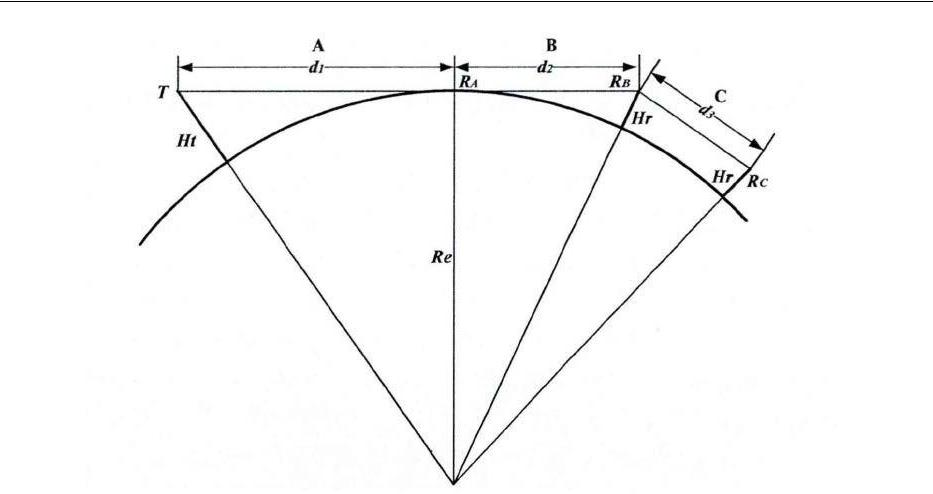 A B
d1 d2
T RA RB
C
d3
Ht Hr
Hr RC
Re